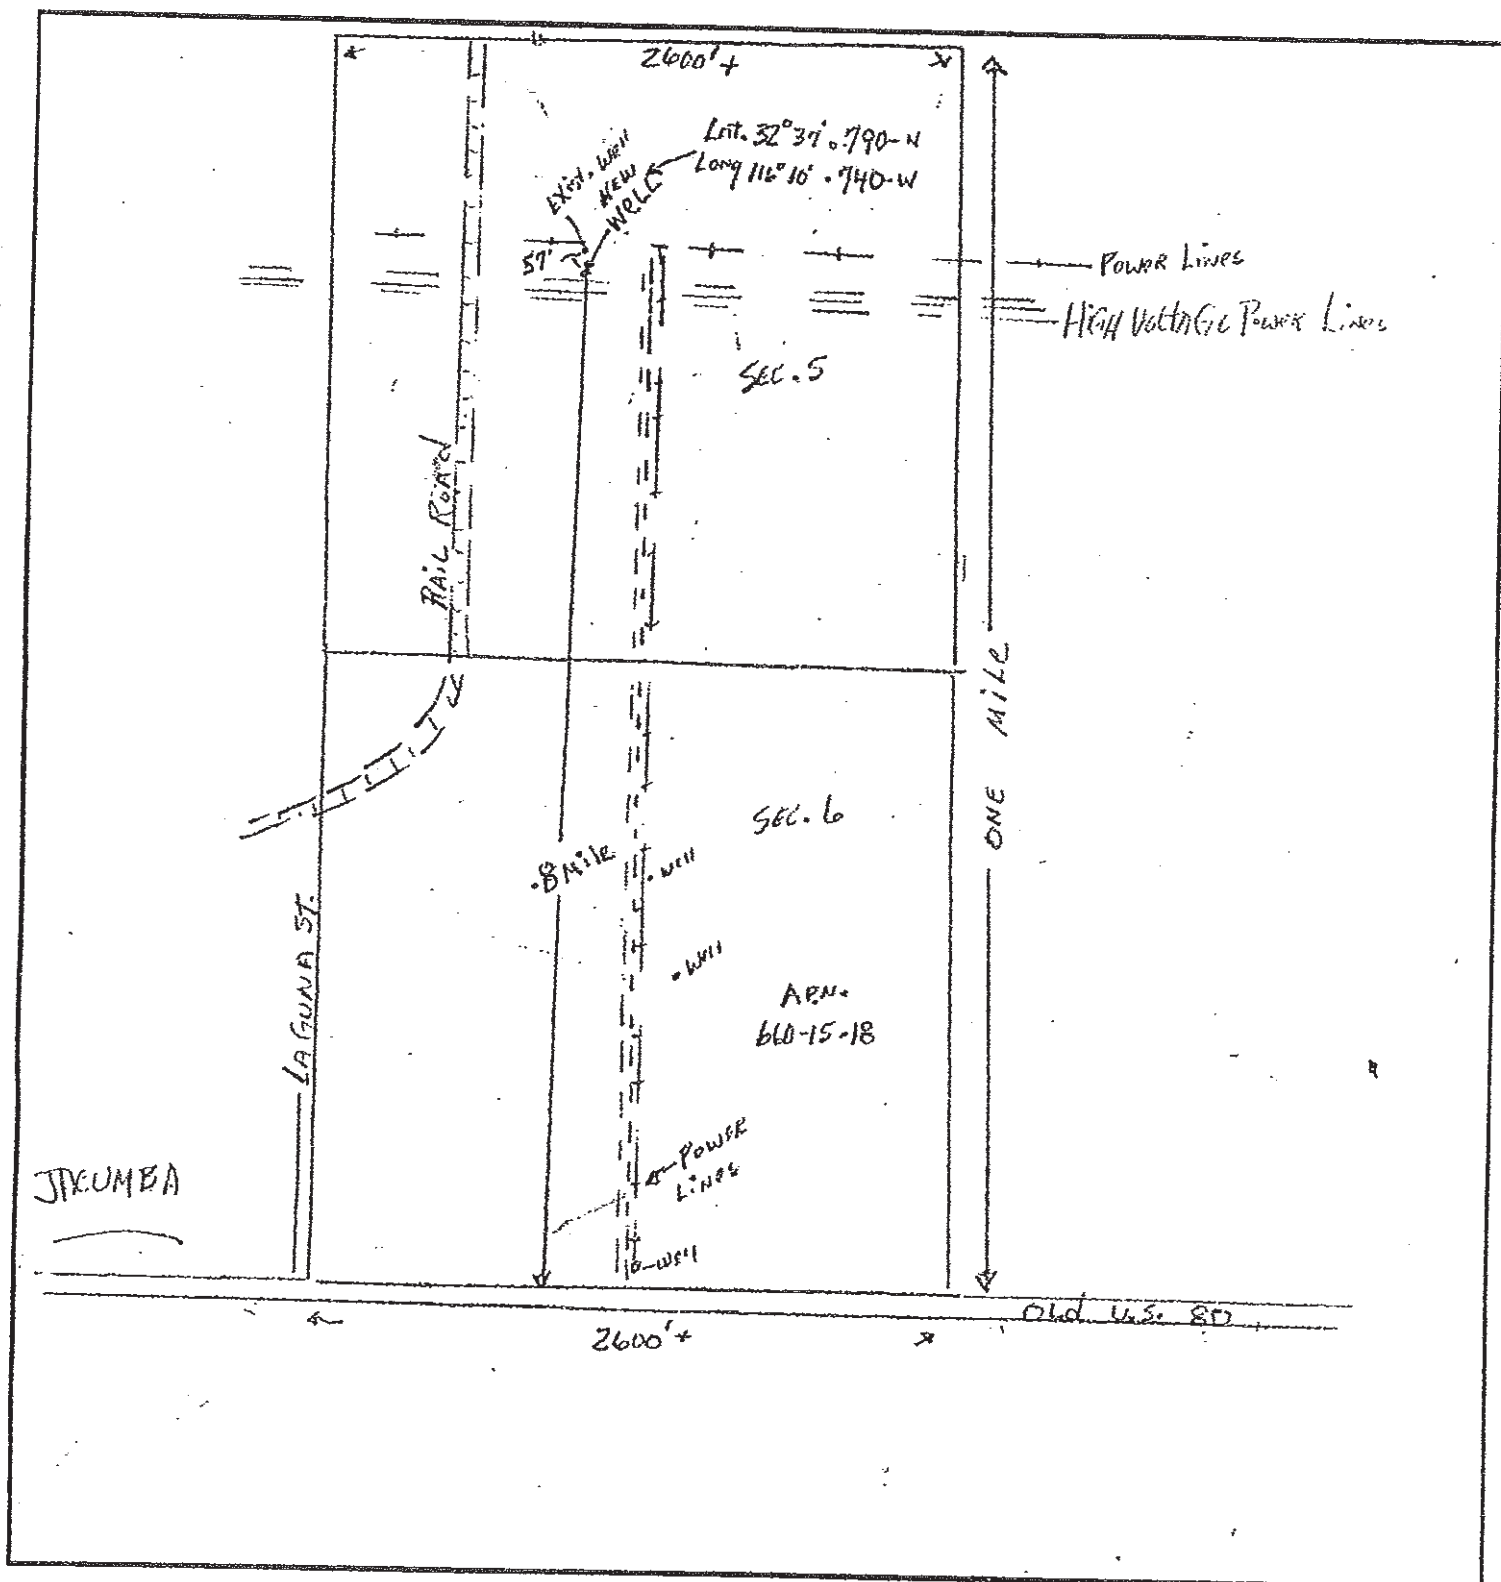 2600'+
Lat. 32° 37'.790-N
Long 116° 10'.740-W
Exist. Well
New
Well
57'
Power Lines
High Voltage Power Lines
Sec. 5
Rail Road
One Mile
Sec. 6
.8 Mile
Well
Well
Laguna St.
A.P.N.
660-15-18
Power
Lines
Jacumba
Well
Old U.S. 80
2600'+